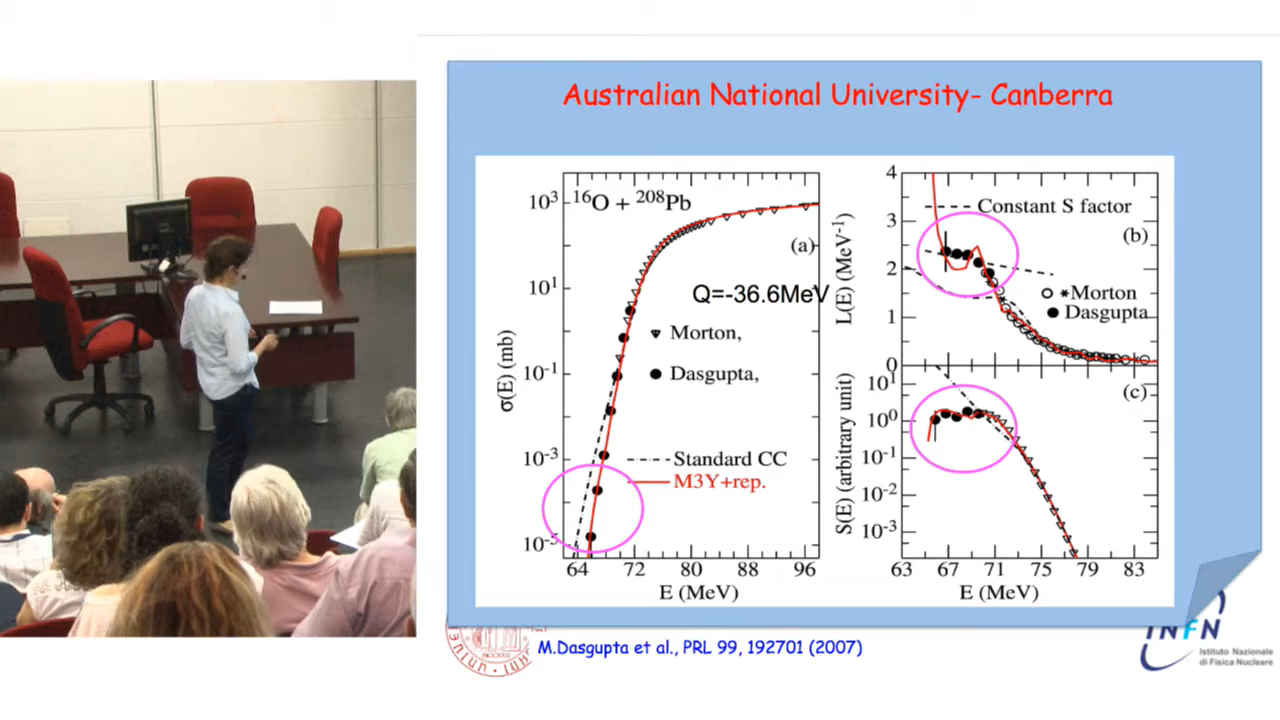 Australian National University- Canberra
¹⁶O + ²⁰⁸Pb
(a)
Q=-36.6MeV
Morton,
Dasgupta,
Standard CC
M3Y+rep.
σ(E) (mb)
10³
10¹
10⁻¹
10⁻³
10⁻⁵
64 72 80 88 96
E (MeV)
L(E) (MeV⁻¹)
4
3
2
1
0
Constant S factor
(b)
*Morton
Dasgupta
S(E) (arbitrary unit)
10¹
10⁰
10⁻¹
10⁻²
10⁻³
(c)
63 67 71 75 79 83
E (MeV)
M.Dasgupta et al., PRL 99, 192701 (2007)
INFN
Istituto Nazionale
di Fisica Nucleare